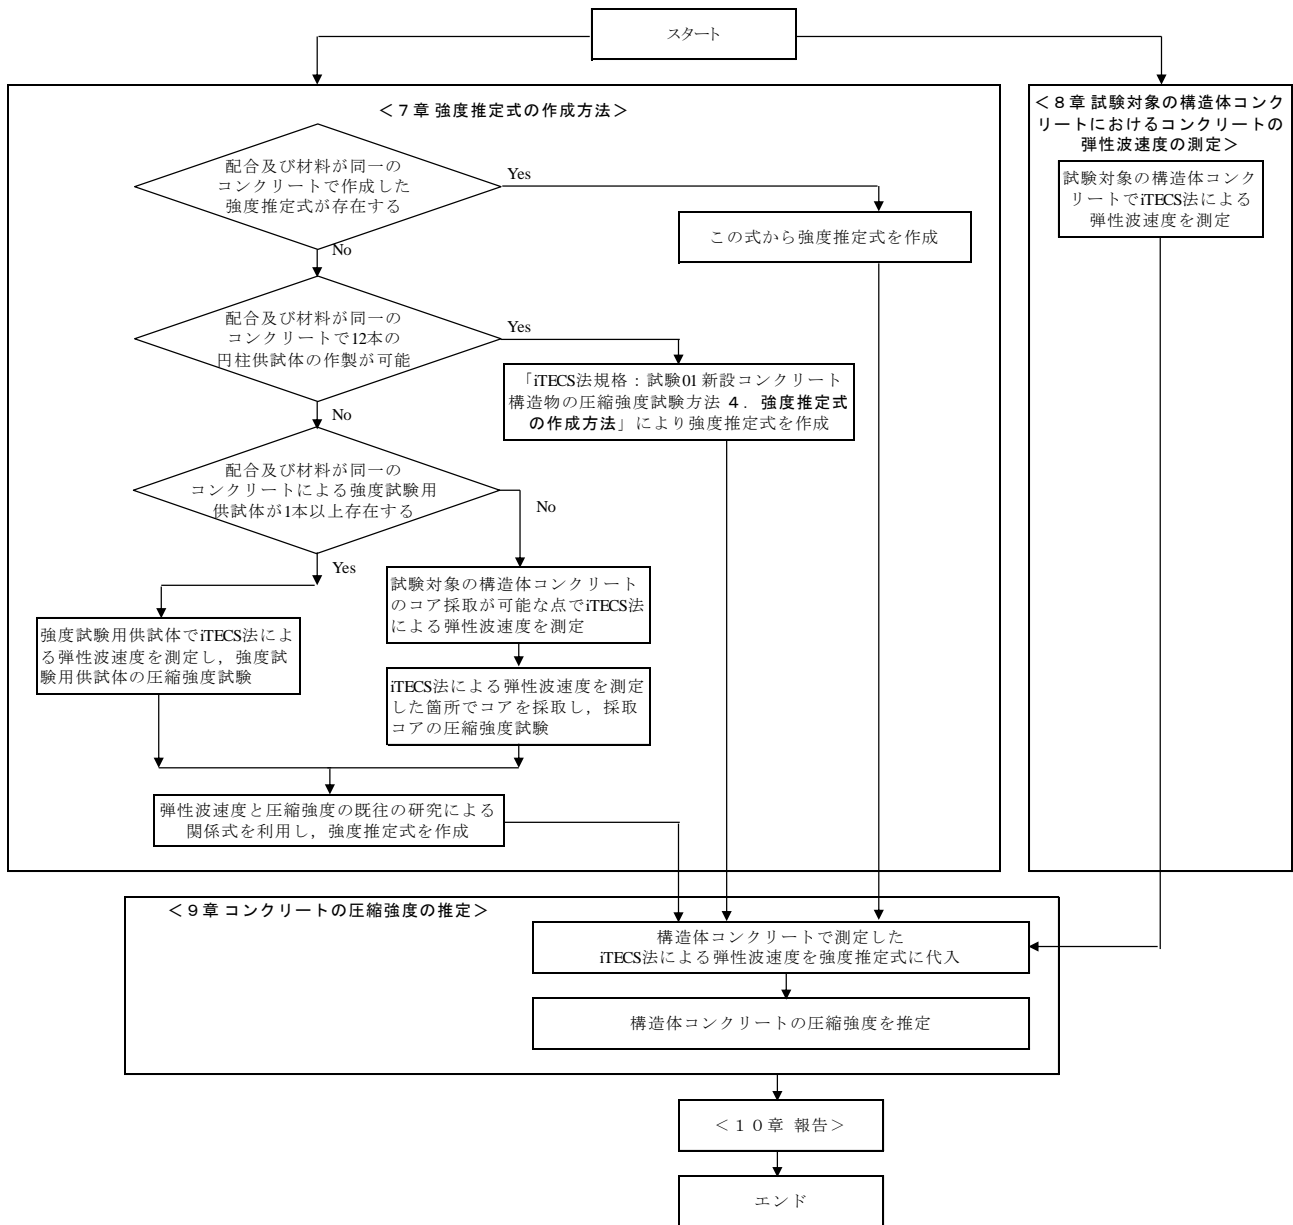 スタート
＜７章 強度推定式の作成方法＞
配合及び材料が同一の
コンクリートで作成した
強度推定式が存在する
Yes
No
この式から強度推定式を作成
配合及び材料が同一の
コンクリートで12本の
円柱供試体の作製が可能
Yes
No
「iTECS法規格：試験01 新設コンクリート
構造物の圧縮強度試験方法 ４．強度推定式
の作成方法」により強度推定式を作成
配合及び材料が同一の
コンクリートによる強度試験用
供試体が1本以上存在する
No
Yes
試験対象の構造体コンクリート
のコア採取が可能な点でiTECS法
による弾性波速度を測定
強度試験用供試体でiTECS法によ
る弾性波速度を測定し，強度試
験用供試体の圧縮強度試験
iTECS法による弾性波速度を測定
した箇所でコアを採取し，採取
コアの圧縮強度試験
弾性波速度と圧縮強度の既往の研究による
関係式を利用し，強度推定式を作成
＜８章 試験対象の構造体コンク
リートにおけるコンクリートの
弾性波速度の測定＞
試験対象の構造体コンク
リートでiTECS法による
弾性波速度を測定
＜９章 コンクリートの圧縮強度の推定＞
構造体コンクリートで測定した
iTECS法による弾性波速度を強度推定式に代入
構造体コンクリートの圧縮強度を推定
＜１０章 報告＞
エンド